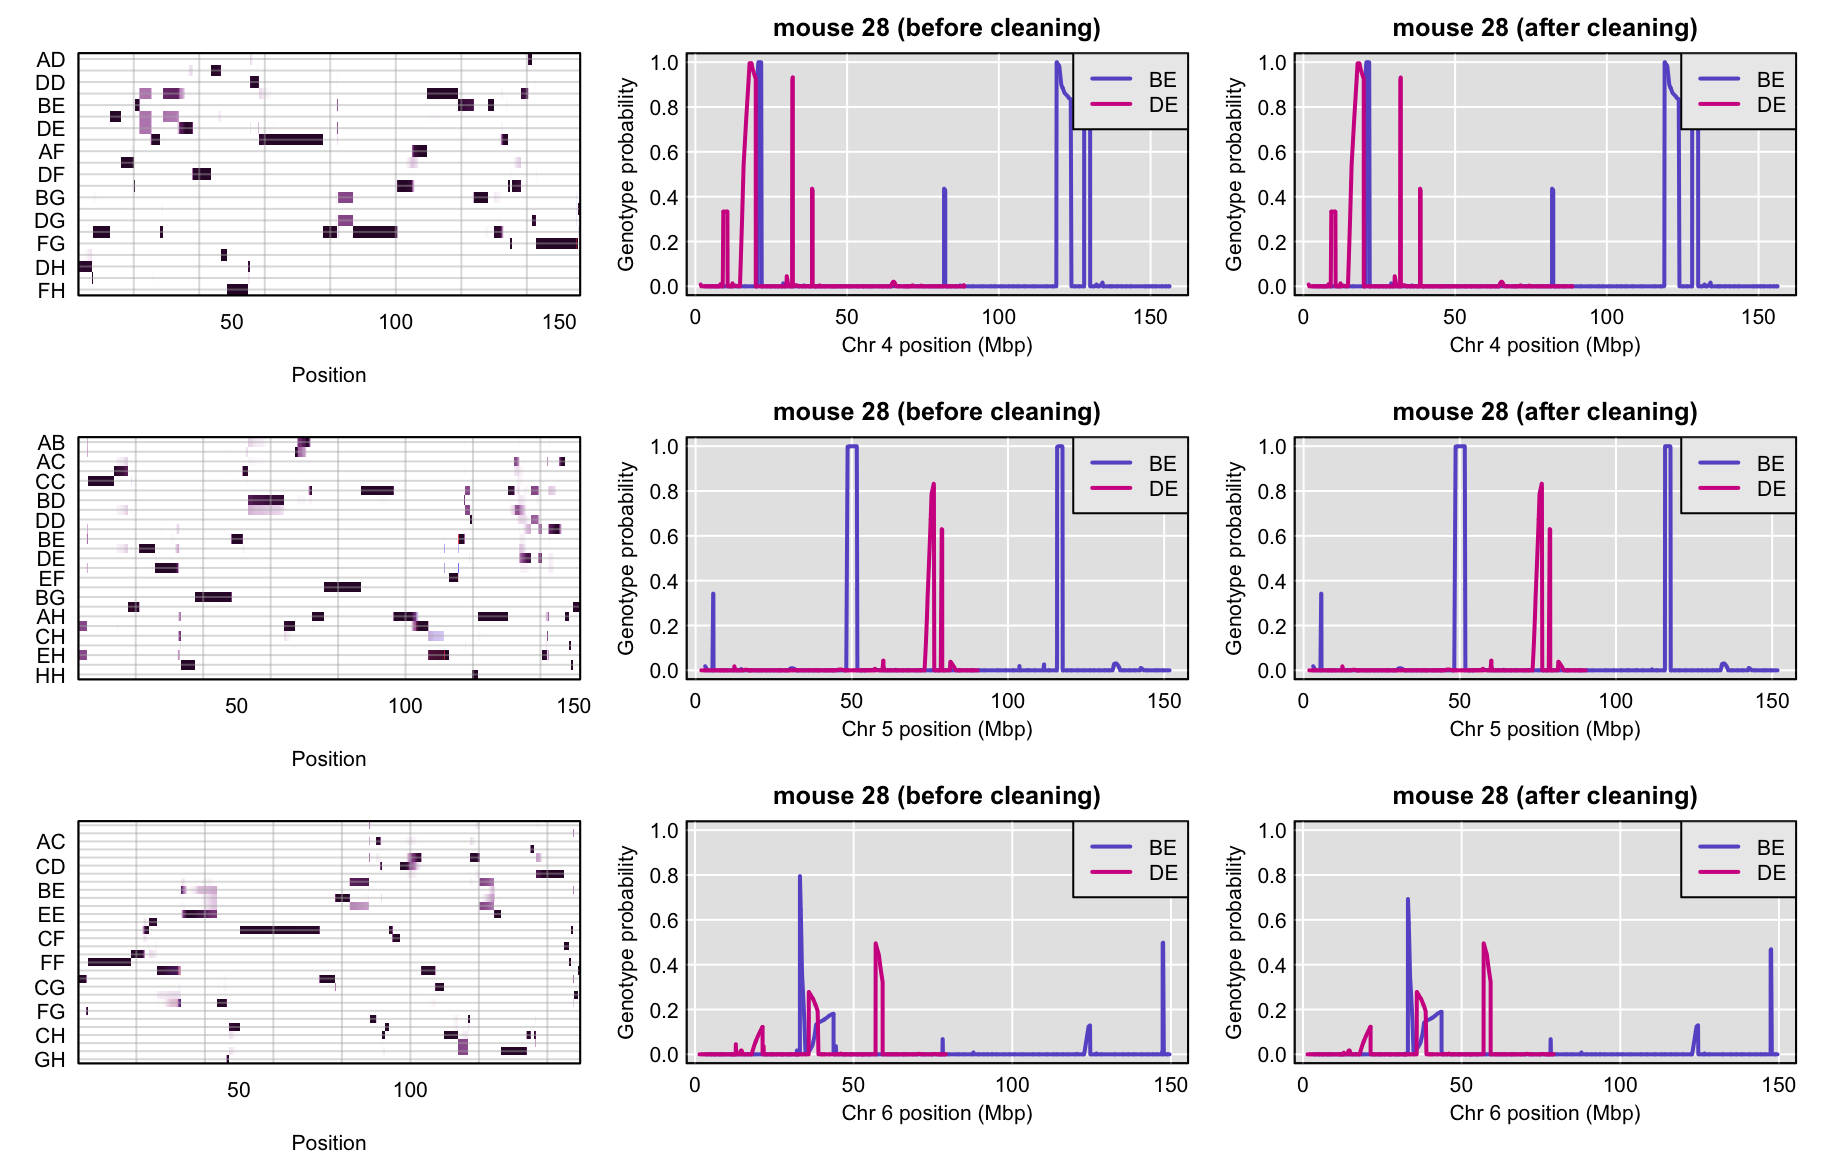 AD
DD
BE
DE
AF
DF
BG
DG
FG
DH
FH
50 100 150
Position
mouse 28 (before cleaning)
Genotype probability
1.0
0.8
0.6
0.4
0.2
0.0
BE
DE
0 50 100 150
Chr 4 position (Mbp)
mouse 28 (after cleaning)
Genotype probability
1.0
0.8
0.6
0.4
0.2
0.0
BE
DE
0 50 100 150
Chr 4 position (Mbp)
AB
AC
CC
BD
DD
BE
DE
EF
BG
AH
CH
EH
HH
50 100 150
Position
mouse 28 (before cleaning)
Genotype probability
1.0
0.8
0.6
0.4
0.2
0.0
BE
DE
0 50 100 150
Chr 5 position (Mbp)
mouse 28 (after cleaning)
Genotype probability
1.0
0.8
0.6
0.4
0.2
0.0
BE
DE
0 50 100 150
Chr 5 position (Mbp)
AC
CD
BE
EE
CF
FF
CG
FG
CH
GH
50 100
Position
mouse 28 (before cleaning)
Genotype probability
1.0
0.8
0.6
0.4
0.2
0.0
BE
DE
0 50 100 150
Chr 6 position (Mbp)
mouse 28 (after cleaning)
Genotype probability
1.0
0.8
0.6
0.4
0.2
0.0
BE
DE
0 50 100 150
Chr 6 position (Mbp)